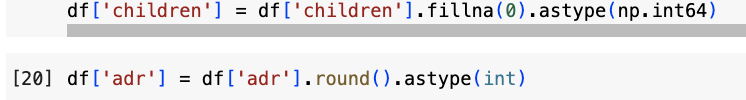 df['children'] = df['children'].fillna(0).astype(np.int64)
[20] df['adr'] = df['adr'].round().astype(int)